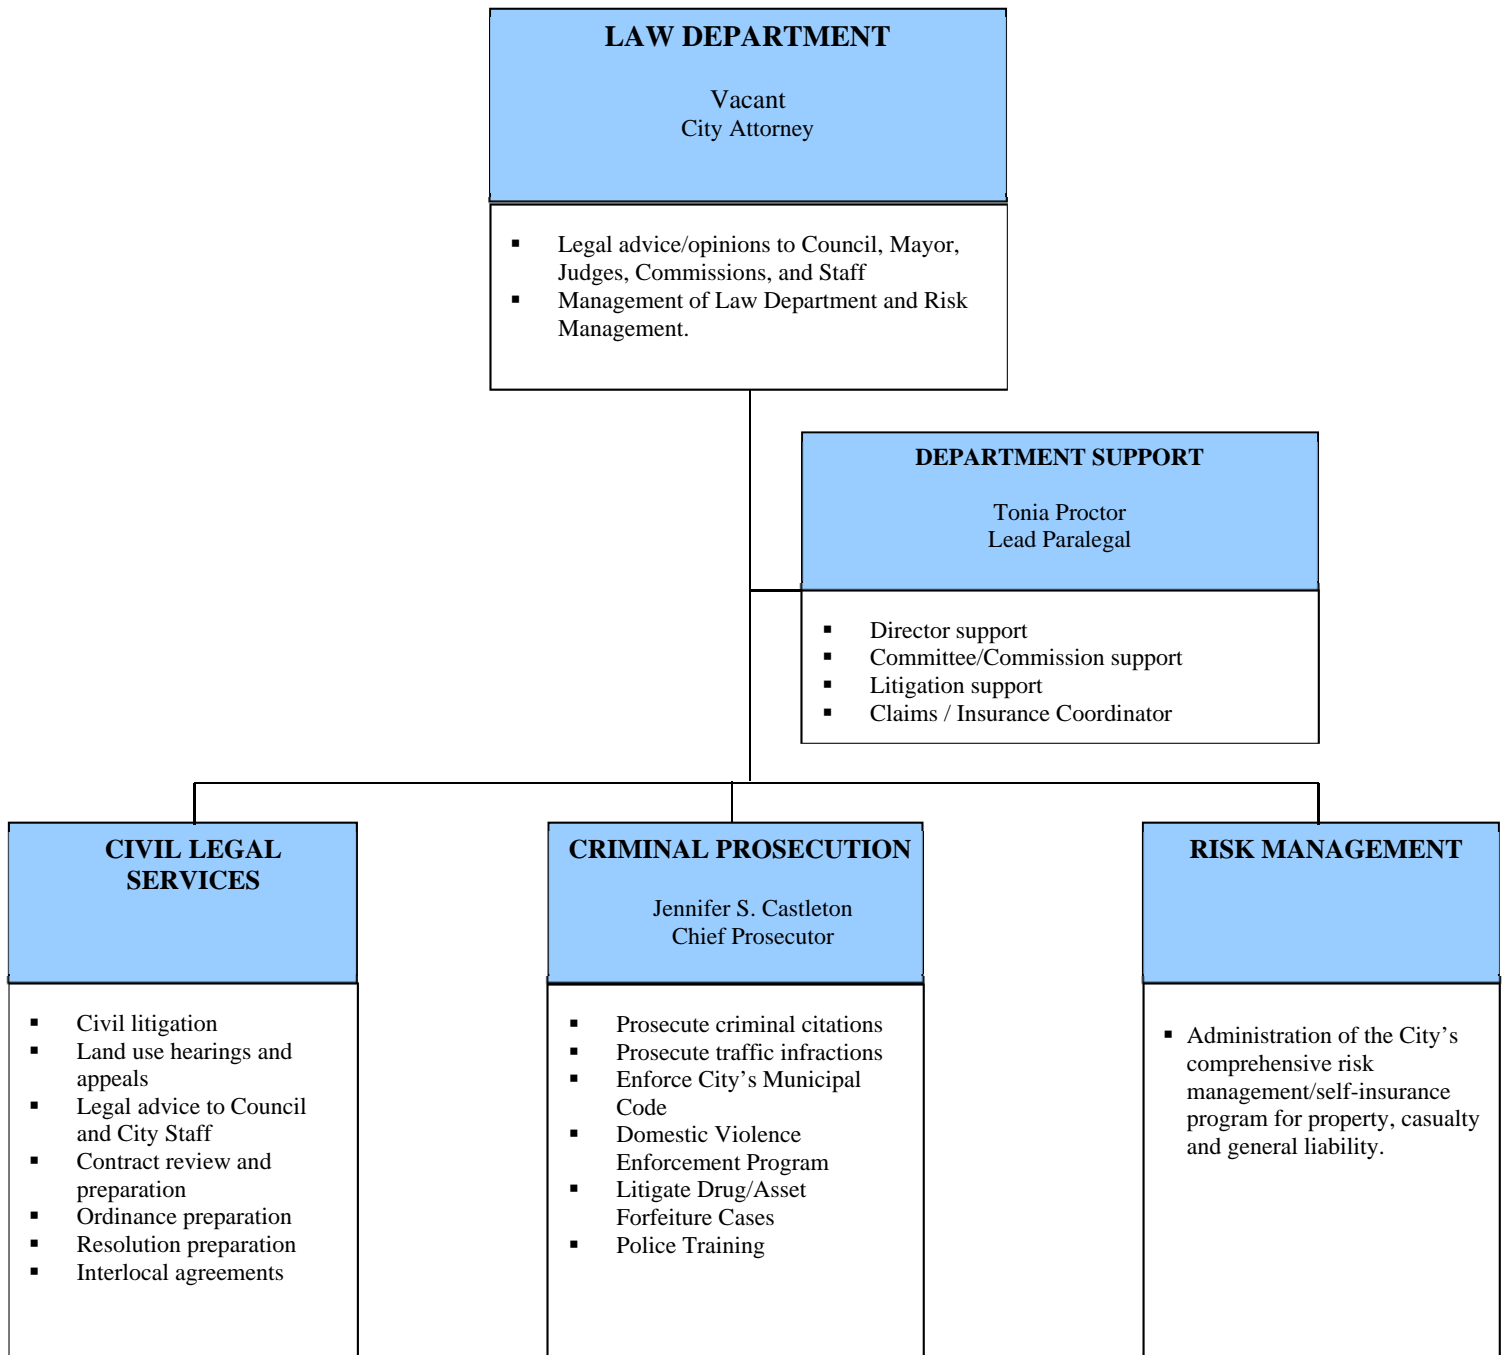 LAW DEPARTMENT
Vacant
City Attorney
▪ Legal advice/opinions to Council, Mayor,
Judges, Commissions, and Staff
▪ Management of Law Department and Risk
Management.
DEPARTMENT SUPPORT
Tonia Proctor
Lead Paralegal
▪ Director support
▪ Committee/Commission support
▪ Litigation support
▪ Claims / Insurance Coordinator
CIVIL LEGAL
SERVICES
▪ Civil litigation
▪ Land use hearings and
appeals
▪ Legal advice to Council
and City Staff
▪ Contract review and
preparation
▪ Ordinance preparation
▪ Resolution preparation
▪ Interlocal agreements
CRIMINAL PROSECUTION
Jennifer S. Castleton
Chief Prosecutor
▪ Prosecute criminal citations
▪ Prosecute traffic infractions
▪ Enforce City’s Municipal
Code
▪ Domestic Violence
Enforcement Program
▪ Litigate Drug/Asset
Forfeiture Cases
▪ Police Training
RISK MANAGEMENT
▪ Administration of the City’s
comprehensive risk
management/self-insurance
program for property, casualty
and general liability.